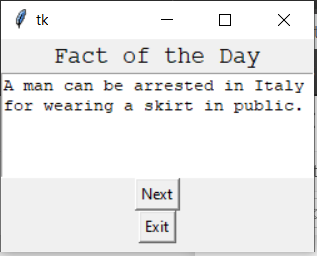 tk
Fact of the Day
A man can be arrested in Italy
for wearing a skirt in public.
Next
Exit